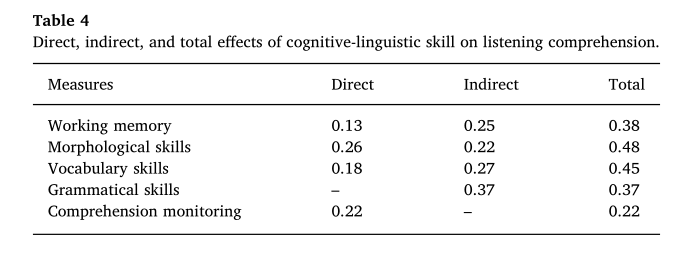 Table 4
Direct, indirect, and total effects of cognitive-linguistic skill on listening comprehension.
Measures Direct Indirect Total
Working memory 0.13 0.25 0.38
Morphological skills 0.26 0.22 0.48
Vocabulary skills 0.18 0.27 0.45
Grammatical skills – 0.37 0.37
Comprehension monitoring 0.22 – 0.22